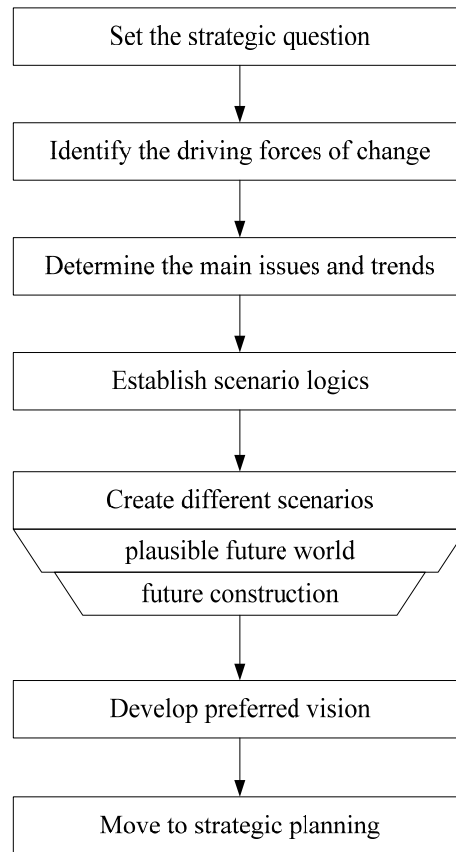 Set the strategic question
Identify the driving forces of change
Determine the main issues and trends
Establish scenario logics
Create different scenarios
plausible future world
future construction
Develop preferred vision
Move to strategic planning